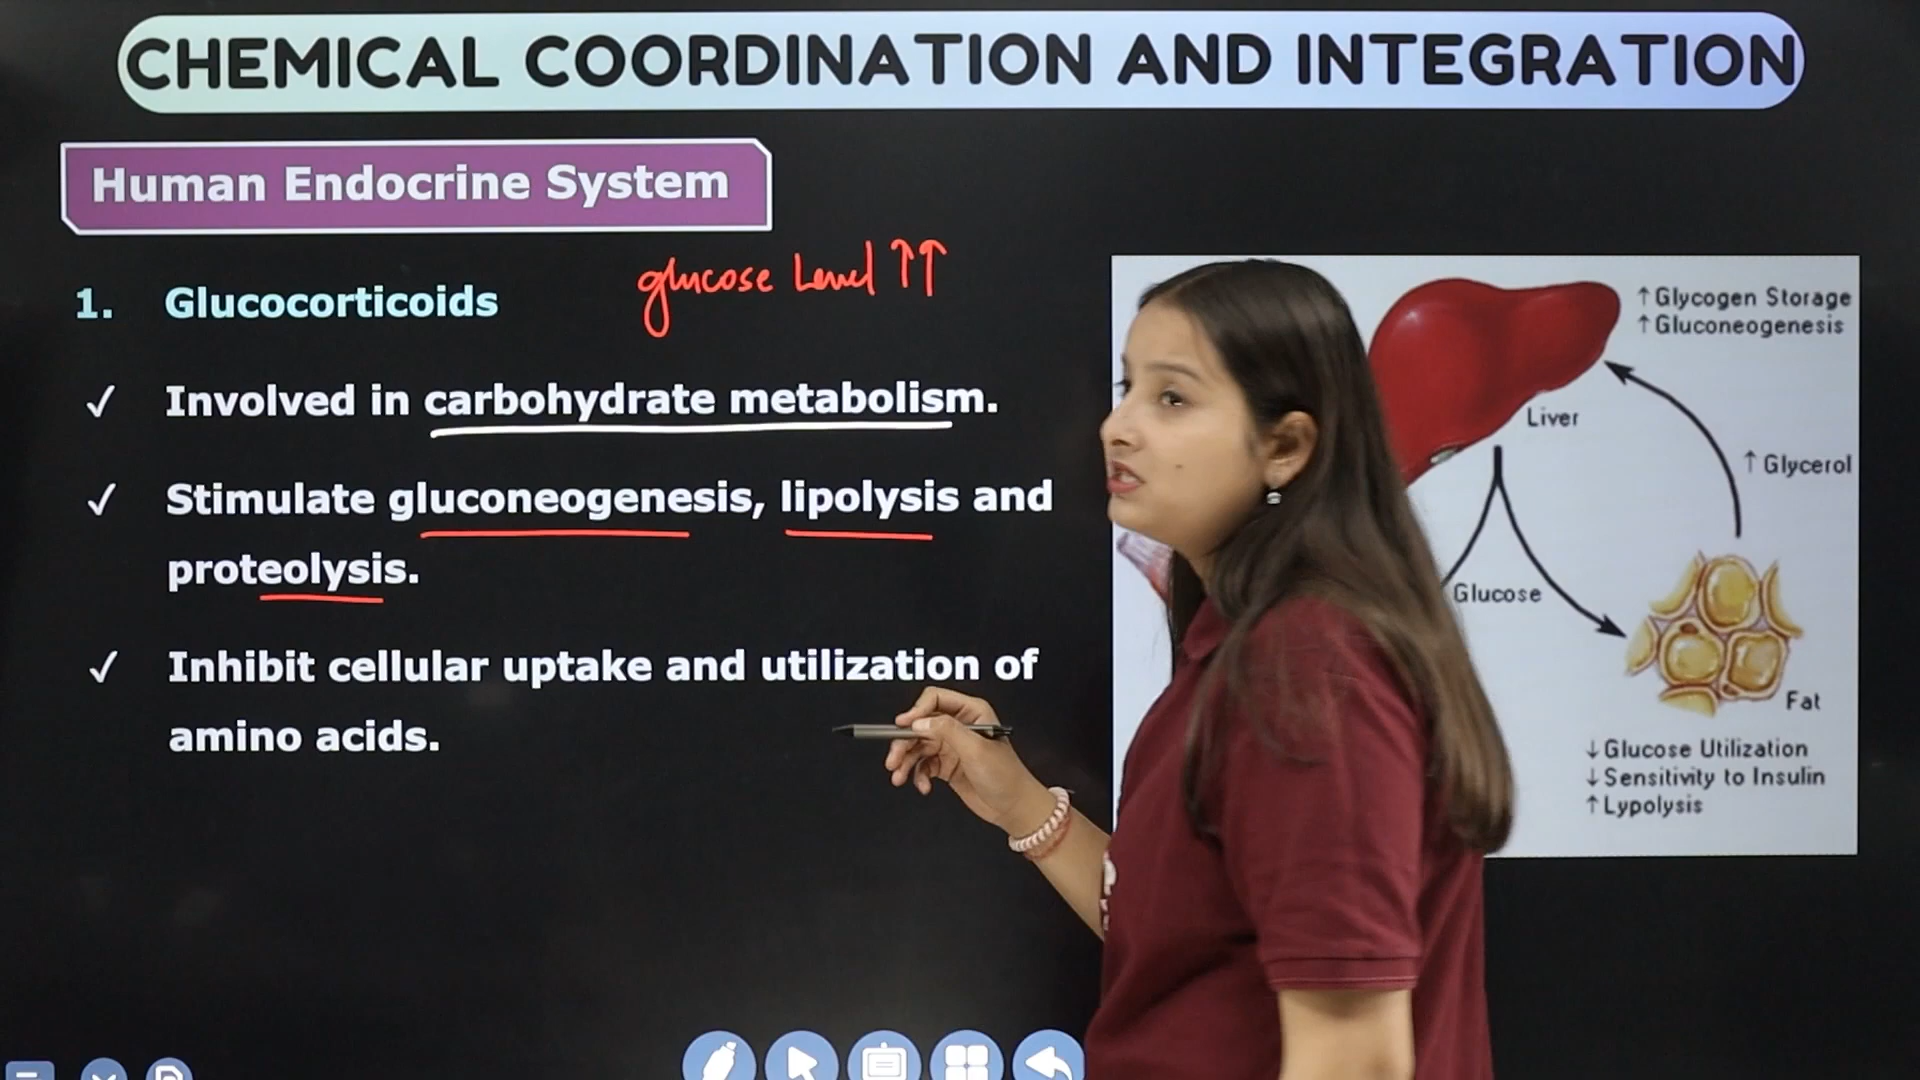 CHEMICAL COORDINATION AND INTEGRATION
Human Endocrine System
glucose Level ↑↑
1. Glucocorticoids
✓ Involved in carbohydrate metabolism.
✓ Stimulate gluconeogenesis, lipolysis and
proteolysis.
✓ Inhibit cellular uptake and utilization of
amino acids.
↑Glycogen Storage
↑Gluconeogenesis
Liver
↑Glycerol
Glucose
Fat
↓Glucose Utilization
↓Sensitivity to Insulin
↑Lypolysis